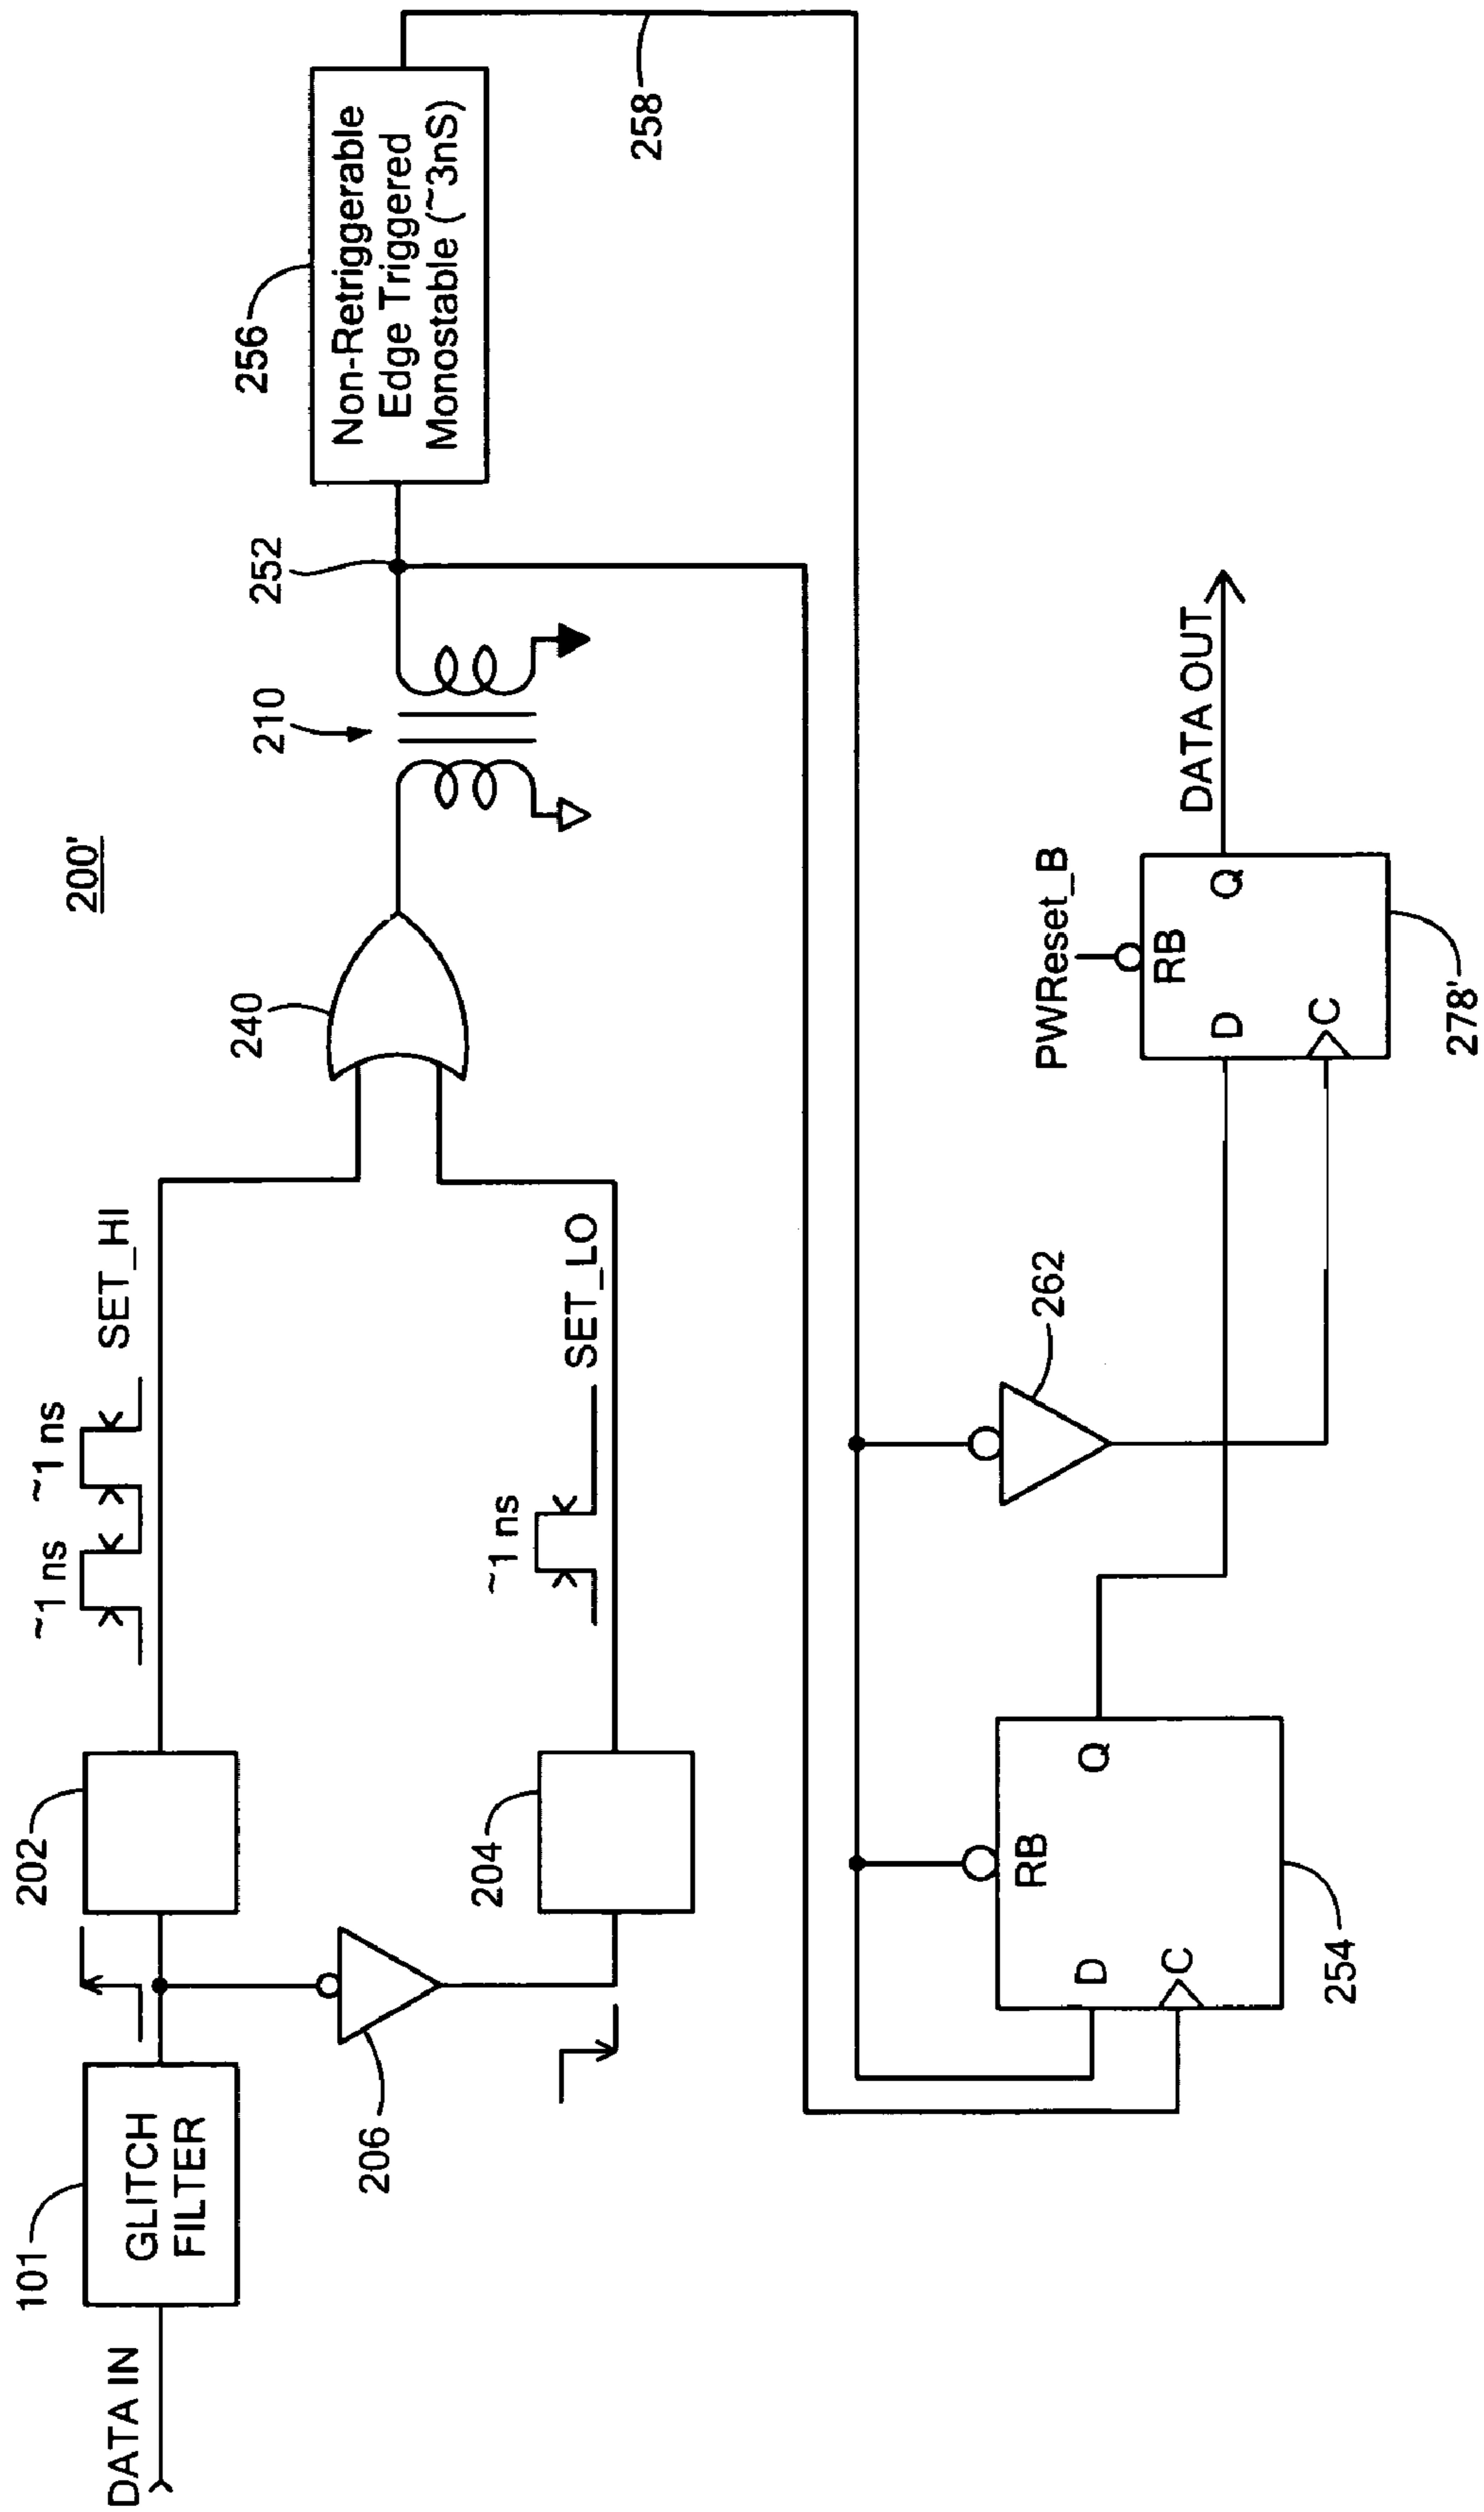 200'
DATA IN
101
GLITCH
FILTER
202
~1 ns
~1 ns
SET_HI
206
204
~1 ns
SET_LO
240
210
252
256
Non-Retriggerable
Edge Triggered
Monostable (~3nS)
258
254
D
C
RB
Q
262
PWReset_B
D
C
RB
Q
278'
DATA OUT